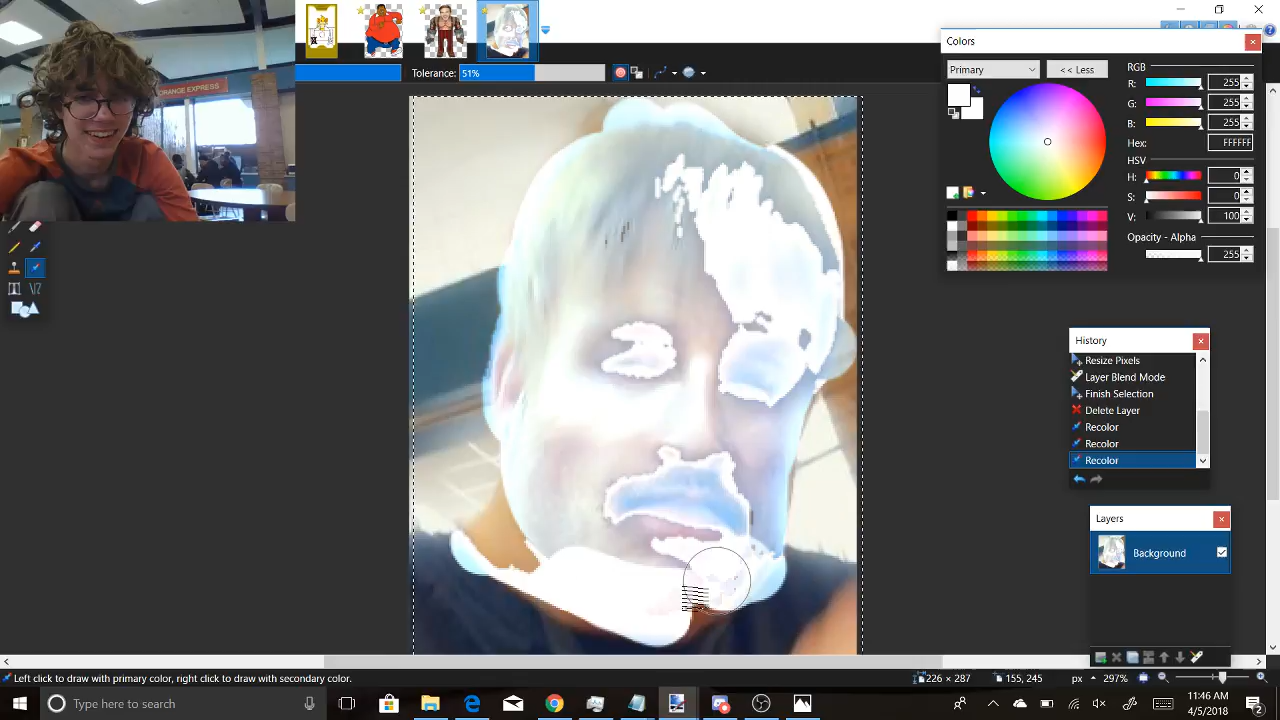 ORANGE EXPRESS
Tolerance:
51%
Colors
Primary
<< Less
RGB
R:
255
G:
255
B:
255
Hex:
FFFFFF
HSV
H:
0
S:
0
V:
100
Opacity - Alpha
255
History
Resize Pixels
Layer Blend Mode
Finish Selection
Delete Layer
Recolor
Recolor
Recolor
Layers
Background
Left click to draw with primary color, right click to draw with secondary color.
226 × 287
155, 245
px
297%
Type here to search
11:46 AM
4/5/2018
2